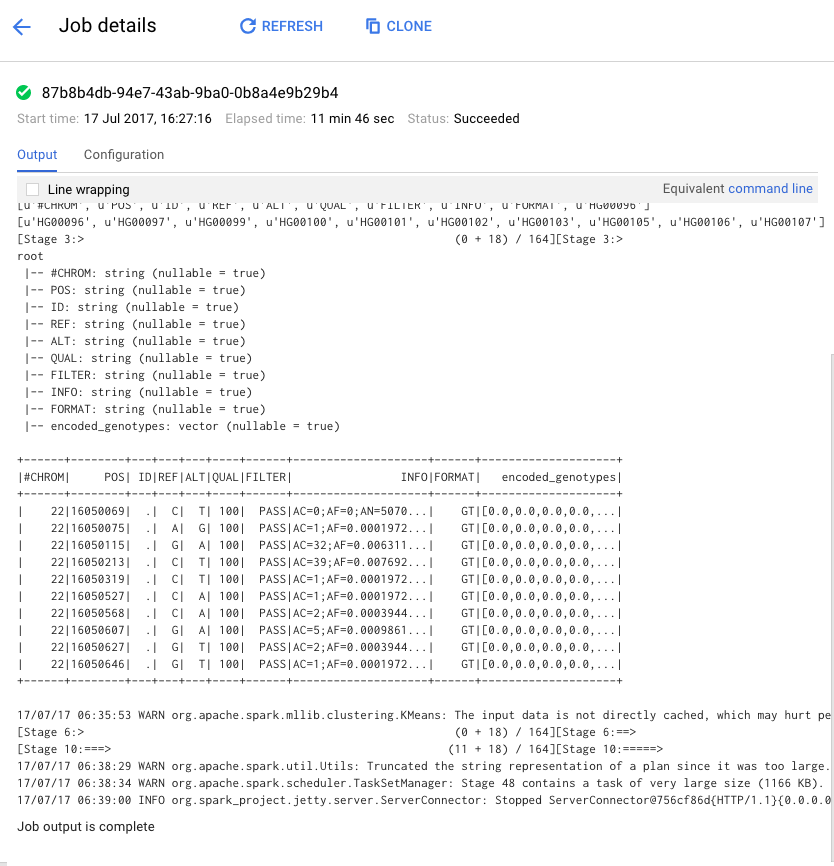 Job details
REFRESH
CLONE
87b8b4db-94e7-43ab-9ba0-0b8a4e9b29b4
Start time: 17 Jul 2017, 16:27:16 Elapsed time: 11 min 46 sec Status: Succeeded
Output Configuration
Line wrapping
Equivalent command line
[u'#CHROM', u'POS', u'ID', u'REF', u'ALT', u'QUAL', u'FILTER', u'INFO', u'FORMAT', u'HG00096']
[u'HG00096', u'HG00097', u'HG00099', u'HG00100', u'HG00101', u'HG00102', u'HG00103', u'HG00105', u'HG00106', u'HG00107']
[Stage 3:> (0 + 18) / 164][Stage 3:>
root
|-- #CHROM: string (nullable = true)
|-- POS: string (nullable = true)
|-- ID: string (nullable = true)
|-- REF: string (nullable = true)
|-- ALT: string (nullable = true)
|-- QUAL: string (nullable = true)
|-- FILTER: string (nullable = true)
|-- INFO: string (nullable = true)
|-- FORMAT: string (nullable = true)
|-- encoded_genotypes: vector (nullable = true)
+------+--------+---+---+---+----+------+--------------------+------+--------------------+
|#CHROM|     POS| ID|REF|ALT|QUAL|FILTER|                INFO|FORMAT|   encoded_genotypes|
+------+--------+---+---+---+----+------+--------------------+------+--------------------+
|    22|16050069|  .|  C|  T| 100|  PASS|AC=0;AF=0;AN=5070...|    GT|[0.0,0.0,0.0,0.0,...|
|    22|16050075|  .|  A|  G| 100|  PASS|AC=1;AF=0.0001972...|    GT|[0.0,0.0,0.0,0.0,...|
|    22|16050115|  .|  G|  A| 100|  PASS|AC=32;AF=0.006311...|    GT|[0.0,0.0,0.0,0.0,...|
|    22|16050213|  .|  C|  T| 100|  PASS|AC=39;AF=0.007692...|    GT|[0.0,0.0,0.0,0.0,...|
|    22|16050319|  .|  C|  T| 100|  PASS|AC=1;AF=0.0001972...|    GT|[0.0,0.0,0.0,0.0,...|
|    22|16050527|  .|  C|  A| 100|  PASS|AC=1;AF=0.0001972...|    GT|[0.0,0.0,0.0,0.0,...|
|    22|16050568|  .|  C|  A| 100|  PASS|AC=2;AF=0.0003944...|    GT|[0.0,0.0,0.0,0.0,...|
|    22|16050607|  .|  G|  A| 100|  PASS|AC=5;AF=0.0009861...|    GT|[0.0,0.0,0.0,0.0,...|
|    22|16050627|  .|  G|  T| 100|  PASS|AC=2;AF=0.0003944...|    GT|[0.0,0.0,0.0,0.0,...|
|    22|16050646|  .|  G|  T| 100|  PASS|AC=1;AF=0.0001972...|    GT|[0.0,0.0,0.0,0.0,...|
+------+--------+---+---+---+----+------+--------------------+------+--------------------+
17/07/17 06:35:53 WARN org.apache.spark.mllib.clustering.KMeans: The input data is not directly cached, which may hurt pe
[Stage 6:> (0 + 18) / 164][Stage 6:==>
[Stage 10:===> (11 + 18) / 164][Stage 10:=====>
17/07/17 06:38:29 WARN org.apache.spark.util.Utils: Truncated the string representation of a plan since it was too large.
17/07/17 06:38:34 WARN org.apache.spark.scheduler.TaskSetManager: Stage 48 contains a task of very large size (1166 KB).
17/07/17 06:39:00 INFO org.spark_project.jetty.server.ServerConnector: Stopped ServerConnector@756cf86d{HTTP/1.1}{0.0.0.0
Job output is complete